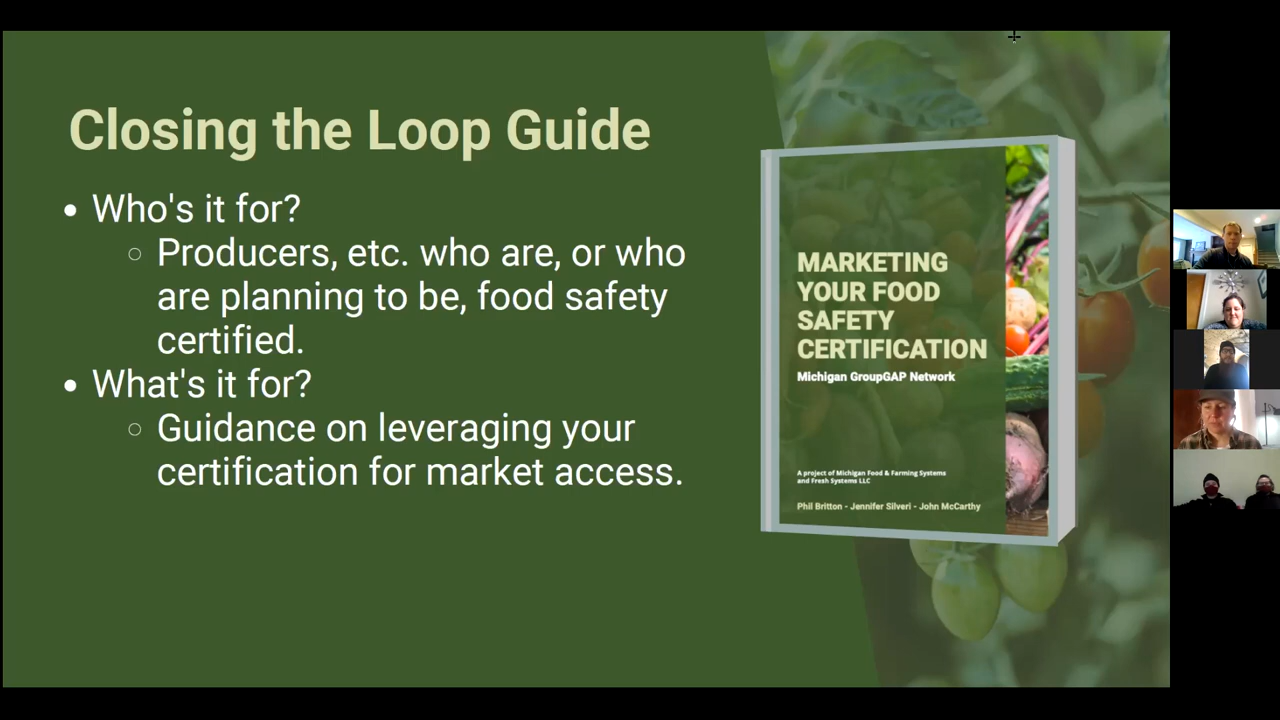 Closing the Loop Guide
• Who's it for?
○ Producers, etc. who are, or who
are planning to be, food safety
certified.
• What's it for?
○ Guidance on leveraging your
certification for market access.
MARKETING
YOUR FOOD
SAFETY
CERTIFICATION
Michigan GroupGAP Network
A project of Michigan Food & Farming Systems
and Fresh Systems LLC
Phil Britton - Jennifer Silveri - John McCarthy